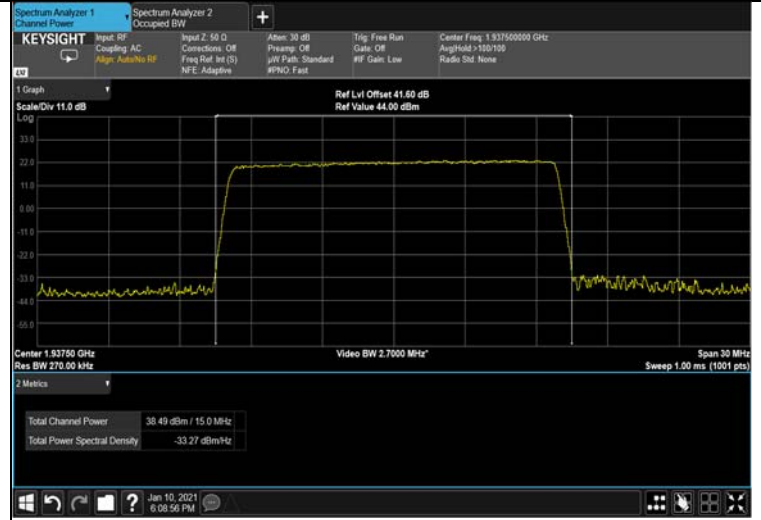 Spectrum Analyzer 1
Channel Power
Spectrum Analyzer 2
Occupied BW
+
KEYSIGHT
LXI
Input: RF
Coupling: AC
Align: Auto/No RF
Input Z: 50 Ω
Corrections: Off
Freq Ref: Int (S)
NFE: Adaptive
Atten: 30 dB
Preamp: Off
µW Path: Standard
#PNO: Fast
Trig: Free Run
Gate: Off
#IF Gain: Low
Center Freq: 1.937500000 GHz
Avg|Hold:>100/100
Radio Std: None
1 Graph
Scale/Div 11.0 dB
Ref Lvl Offset 41.60 dB
Ref Value 44.00 dBm
Log
33.0
22.0
11.0
0.00
-11.0
-22.0
-33.0
-44.0
-55.0
Center 1.93750 GHz
Res BW 270.00 kHz
Video BW 2.7000 MHz*
Span 30 MHz
Sweep 1.00 ms (1001 pts)
2 Metrics
Total Channel Power 38.49 dBm / 15.0 MHz
Total Power Spectral Density -33.27 dBm/Hz
? Jan 10, 2021
6:08:56 PM